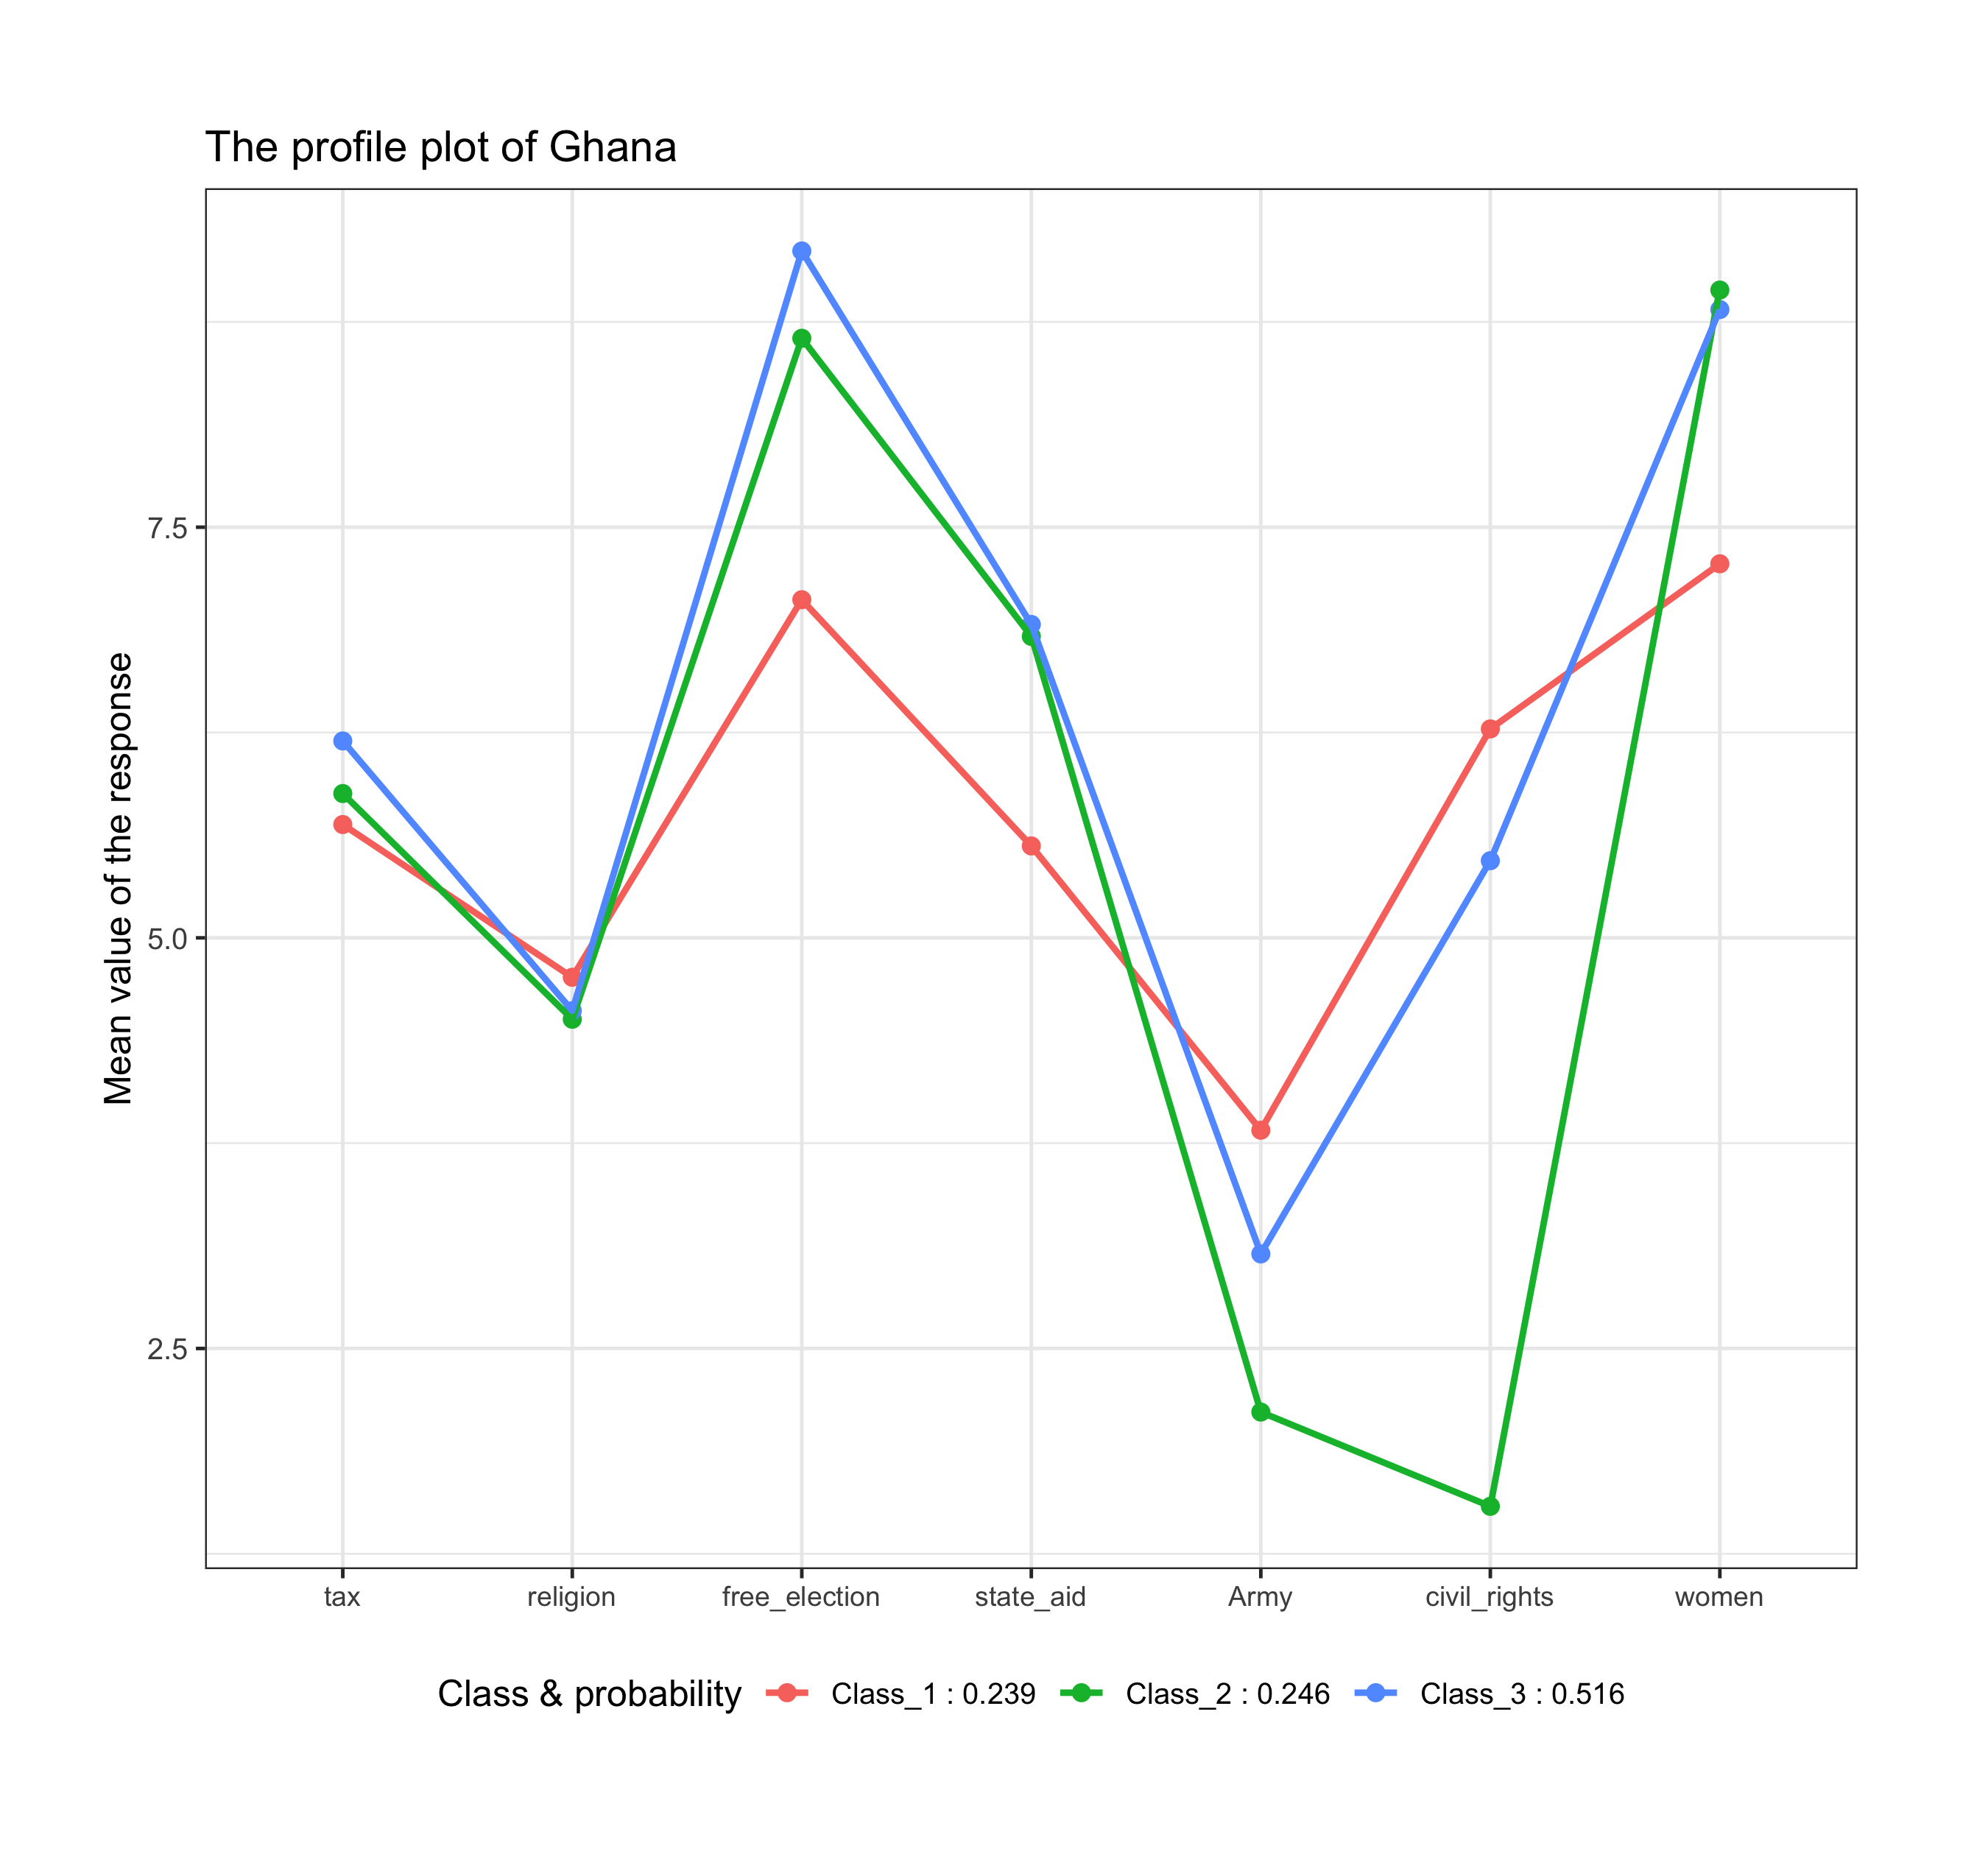 The profile plot of Ghana
Mean value of the response
7.5
5.0
2.5
tax religion free_election state_aid Army civil_rights women
Class & probability Class_1 : 0.239 Class_2 : 0.246 Class_3 : 0.516